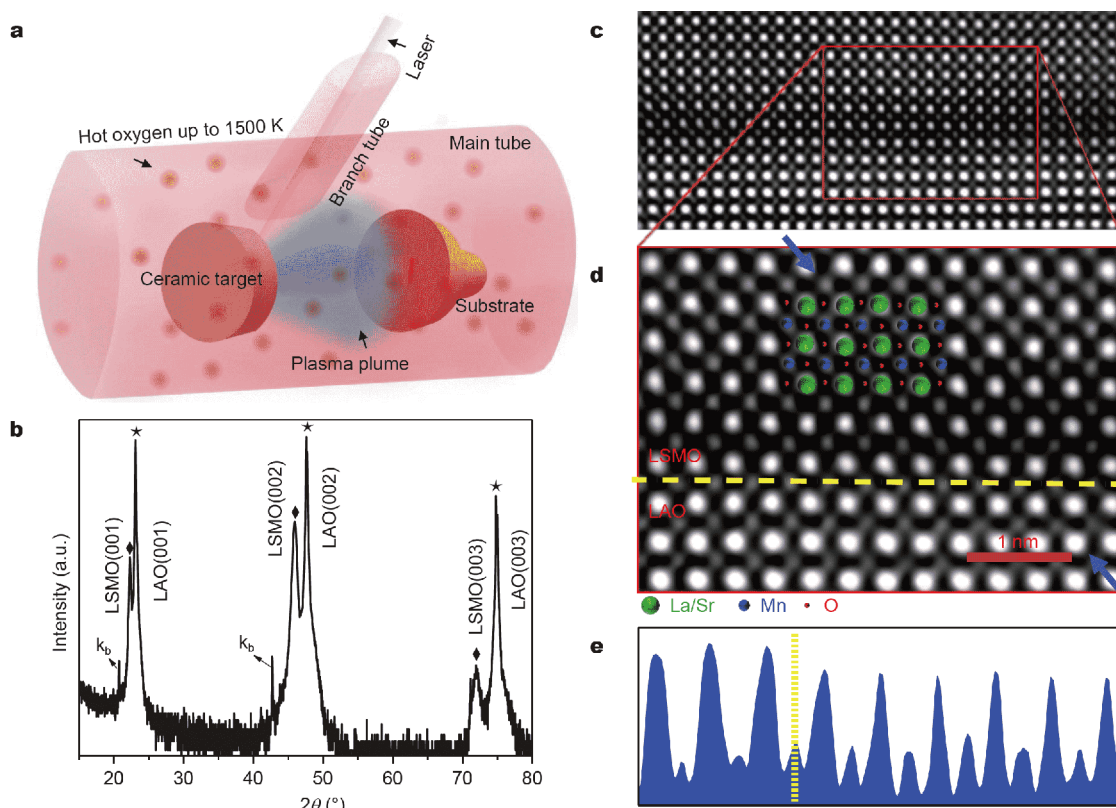 a
Laser
Hot oxygen up to 1500 K
Branch tube
Main tube
Ceramic target
Substrate
Plasma plume
b
Intensity (a.u.)
LSMO(001)
LAO(001)
LSMO(002)
LAO(002)
LSMO(003)
LAO(003)
k_b
k_b
20 30 40 50 60 70 80
2θ (°)
c
d
LSMO
LAO
1 nm
La/Sr Mn O
e